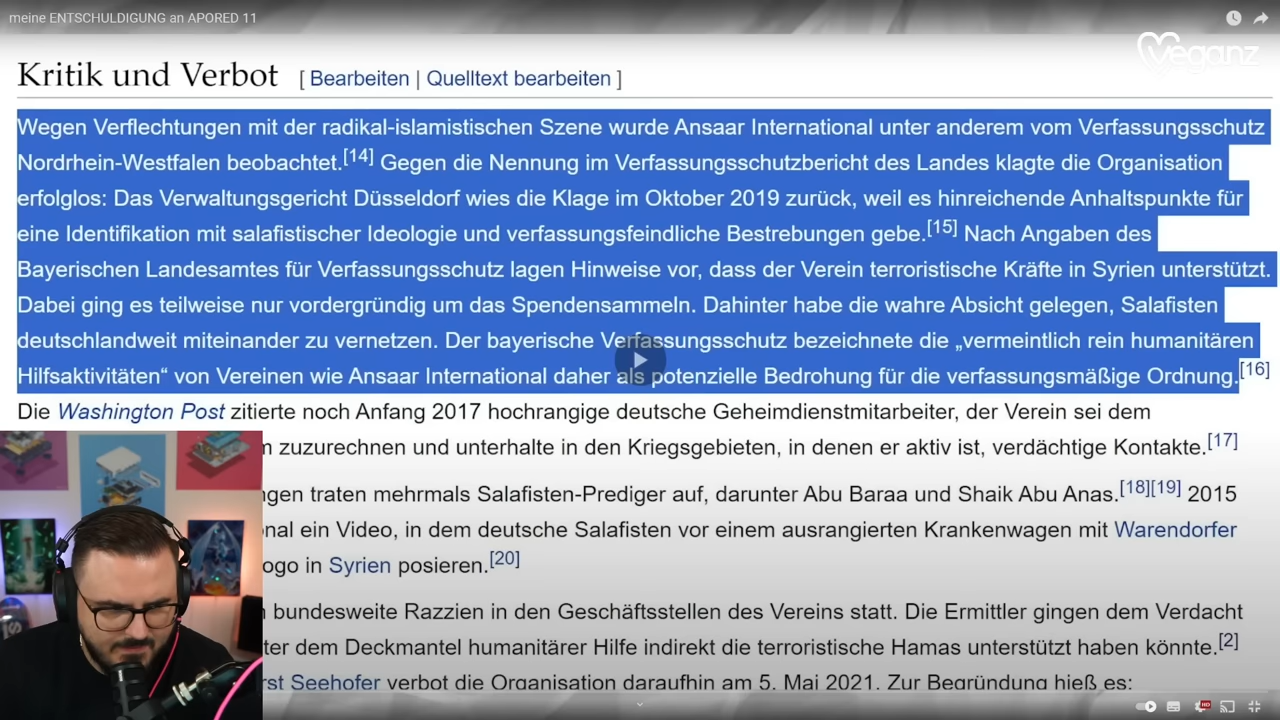 meine ENTSCHULDIGUNG an APORED 11
Veganz
Kritik und Verbot [ Bearbeiten | Quelltext bearbeiten ]
Wegen Verflechtungen mit der radikal-islamistischen Szene wurde Ansaar International unter anderem vom Verfassungsschutz
Nordrhein-Westfalen beobachtet.[14] Gegen die Nennung im Verfassungsschutzbericht des Landes klagte die Organisation
erfolglos: Das Verwaltungsgericht Düsseldorf wies die Klage im Oktober 2019 zurück, weil es hinreichende Anhaltspunkte für
eine Identifikation mit salafistischer Ideologie und verfassungsfeindliche Bestrebungen gebe.[15] Nach Angaben des
Bayerischen Landesamtes für Verfassungsschutz lagen Hinweise vor, dass der Verein terroristische Kräfte in Syrien unterstützt.
Dabei ging es teilweise nur vordergründig um das Spendensammeln. Dahinter habe die wahre Absicht gelegen, Salafisten
deutschlandweit miteinander zu vernetzen. Der bayerische Verfassungsschutz bezeichnete die „vermeintlich rein humanitären
Hilfsaktivitäten“ von Vereinen wie Ansaar International daher als potenzielle Bedrohung für die verfassungsmäßige Ordnung.[16]
Die Washington Post zitierte noch Anfang 2017 hochrangige deutsche Geheimdienstmitarbeiter, der Verein sei dem
zuzurechnen und unterhalte in den Kriegsgebieten, in denen er aktiv ist, verdächtige Kontakte.[17]
gen traten mehrmals Salafisten-Prediger auf, darunter Abu Baraa und Shaik Abu Anas.[18][19] 2015
nal ein Video, in dem deutsche Salafisten vor einem ausrangierten Krankenwagen mit Warendorfer
ogo in Syrien posieren.[20]
bundesweite Razzien in den Geschäftsstellen des Vereins statt. Die Ermittler gingen dem Verdacht
ter dem Deckmantel humanitärer Hilfe indirekt die terroristische Hamas unterstützt haben könnte.[2]
rst Seehofer verbot die Organisation daraufhin am 5. Mai 2021. Zur Begründung hieß es: